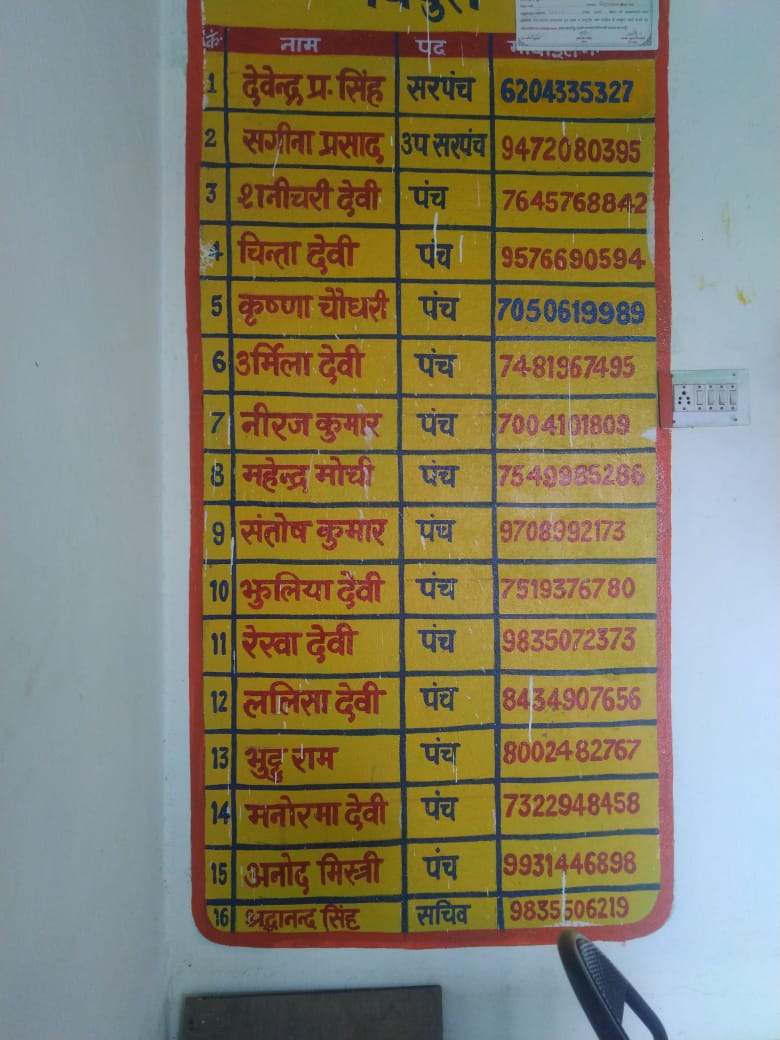 क्रं. नाम पद मोबाइल नं.
1 देवेन्द्र प्र. सिंह सरपंच 6204335327
2 सगीना प्रसाद उप सरपंच 9472080395
3 शनीचरी देवी पंच 7645768842
4 चिन्ता देवी पंच 9576690594
5 कृष्णा चौधरी पंच 7050619989
6 उर्मिला देवी पंच 7481967495
7 नीरज कुमार पंच 7004101809
8 महेन्द्र मोची पंच 7549985286
9 संतोष कुमार पंच 9708992173
10 झुलिया देवी पंच 7519376780
11 रेखा देवी पंच 9835072373
12 ललिसा देवी पंच 8434907656
13 भुटु राम पंच 8002482767
14 मनोरमा देवी पंच 7322948458
15 अनोद मिस्त्री पंच 9931446898
16 श्रद्धानन्द सिंह सचिव 9835506219